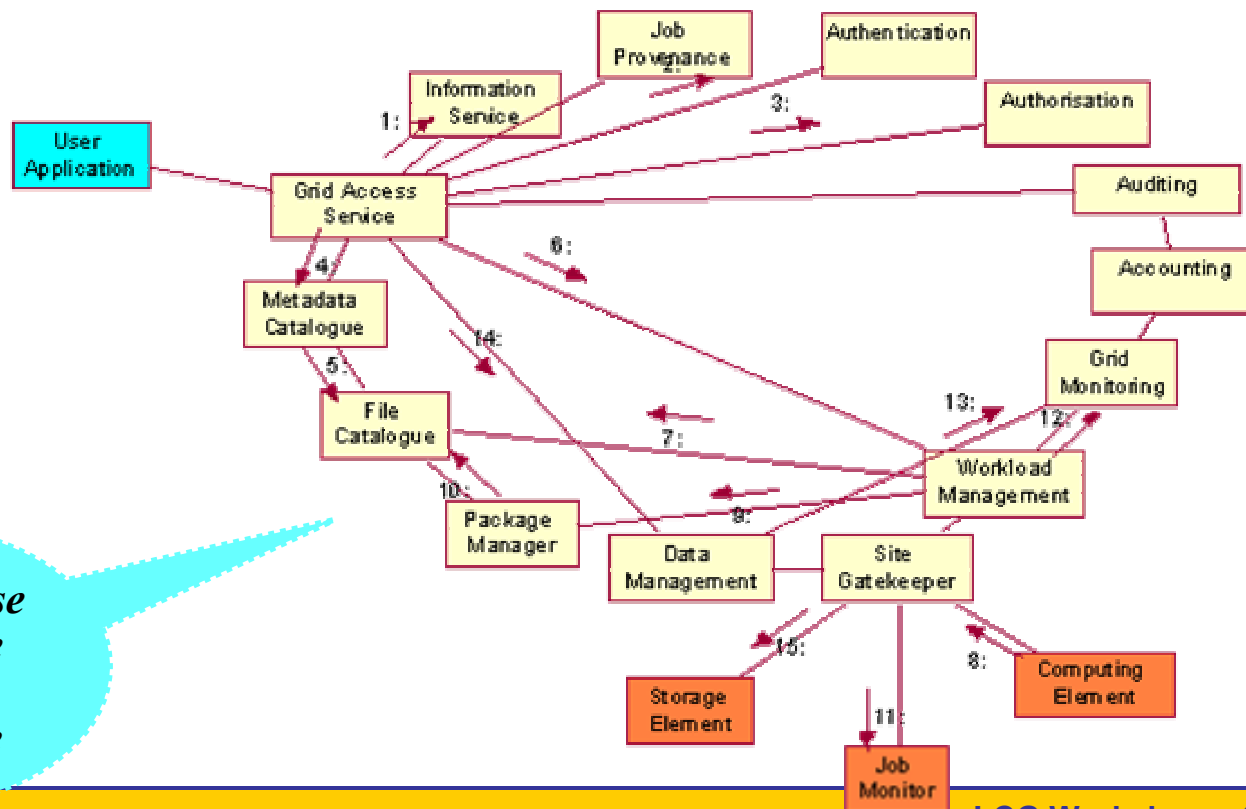 Job
Provenance
2:
Authentication
Information
Service
1:
3:
Authorisation
User
Application
Grid Access
Service
Auditing
6:
Accounting
4:
Metadata
Catalogue
14:
5:
Grid
Monitoring
File
Catalogue
13:
12:
7:
Workload
Management
10:
9:
Package
Manager
Data
Management
Site
Gatekeeper
15:
8:
Computing
Element
Storage
Element
11:
Job
Monitor